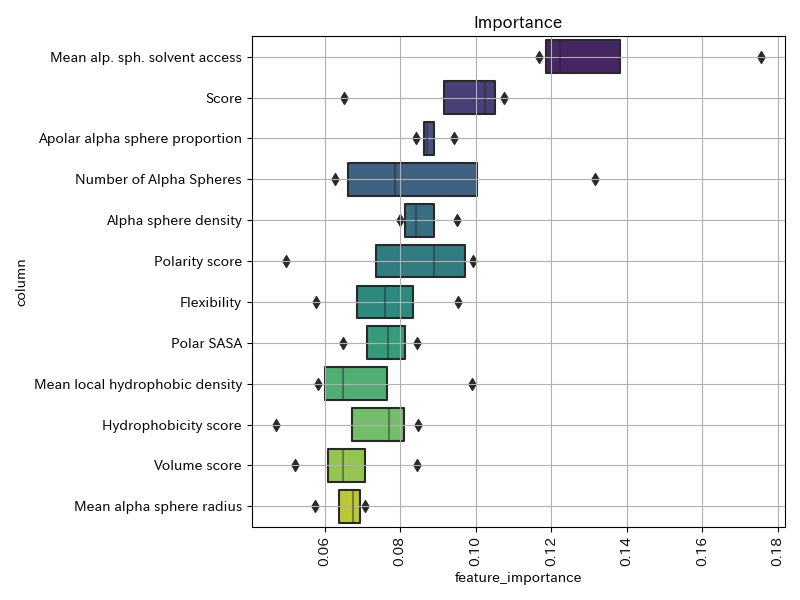 Importance
Mean alp. sph. solvent access
Score
Apolar alpha sphere proportion
Number of Alpha Spheres
Alpha sphere density
Polarity score
Flexibility
Polar SASA
Mean local hydrophobic density
Hydrophobicity score
Volume score
Mean alpha sphere radius
column
0.06
0.08
0.10
0.12
0.14
0.16
0.18
feature_importance